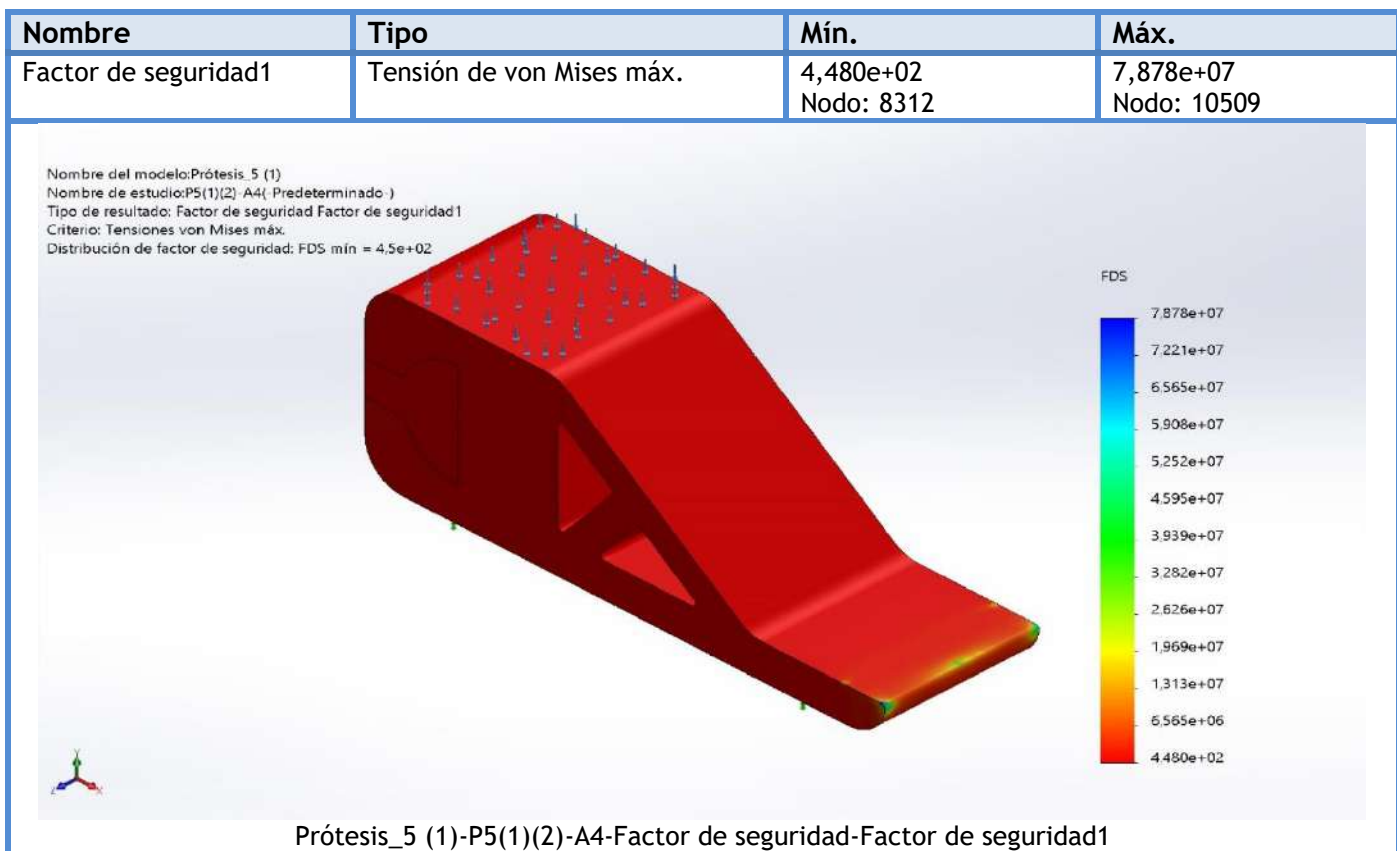 Nombre Tipo Mín. Máx.
Factor de seguridad1 Tensión de von Mises máx. 4,480e+02 7,878e+07
Nodo: 8312 Nodo: 10509
Nombre del modelo:Prótesis_5 (1)
Nombre de estudio:P5(1)(2)-A4(-Predeterminado-)
Tipo de resultado: Factor de seguridad Factor de seguridad1
Criterio: Tensiones von Mises máx.
Distribución de factor de seguridad: FDS mín = 4,5e+02
FDS
7,878e+07
7,221e+07
6,565e+07
5,908e+07
5,252e+07
4,595e+07
3,939e+07
3,282e+07
2,626e+07
1,969e+07
1,313e+07
6,565e+06
4,480e+02
Y
Z
X
Prótesis_5 (1)-P5(1)(2)-A4-Factor de seguridad-Factor de seguridad1